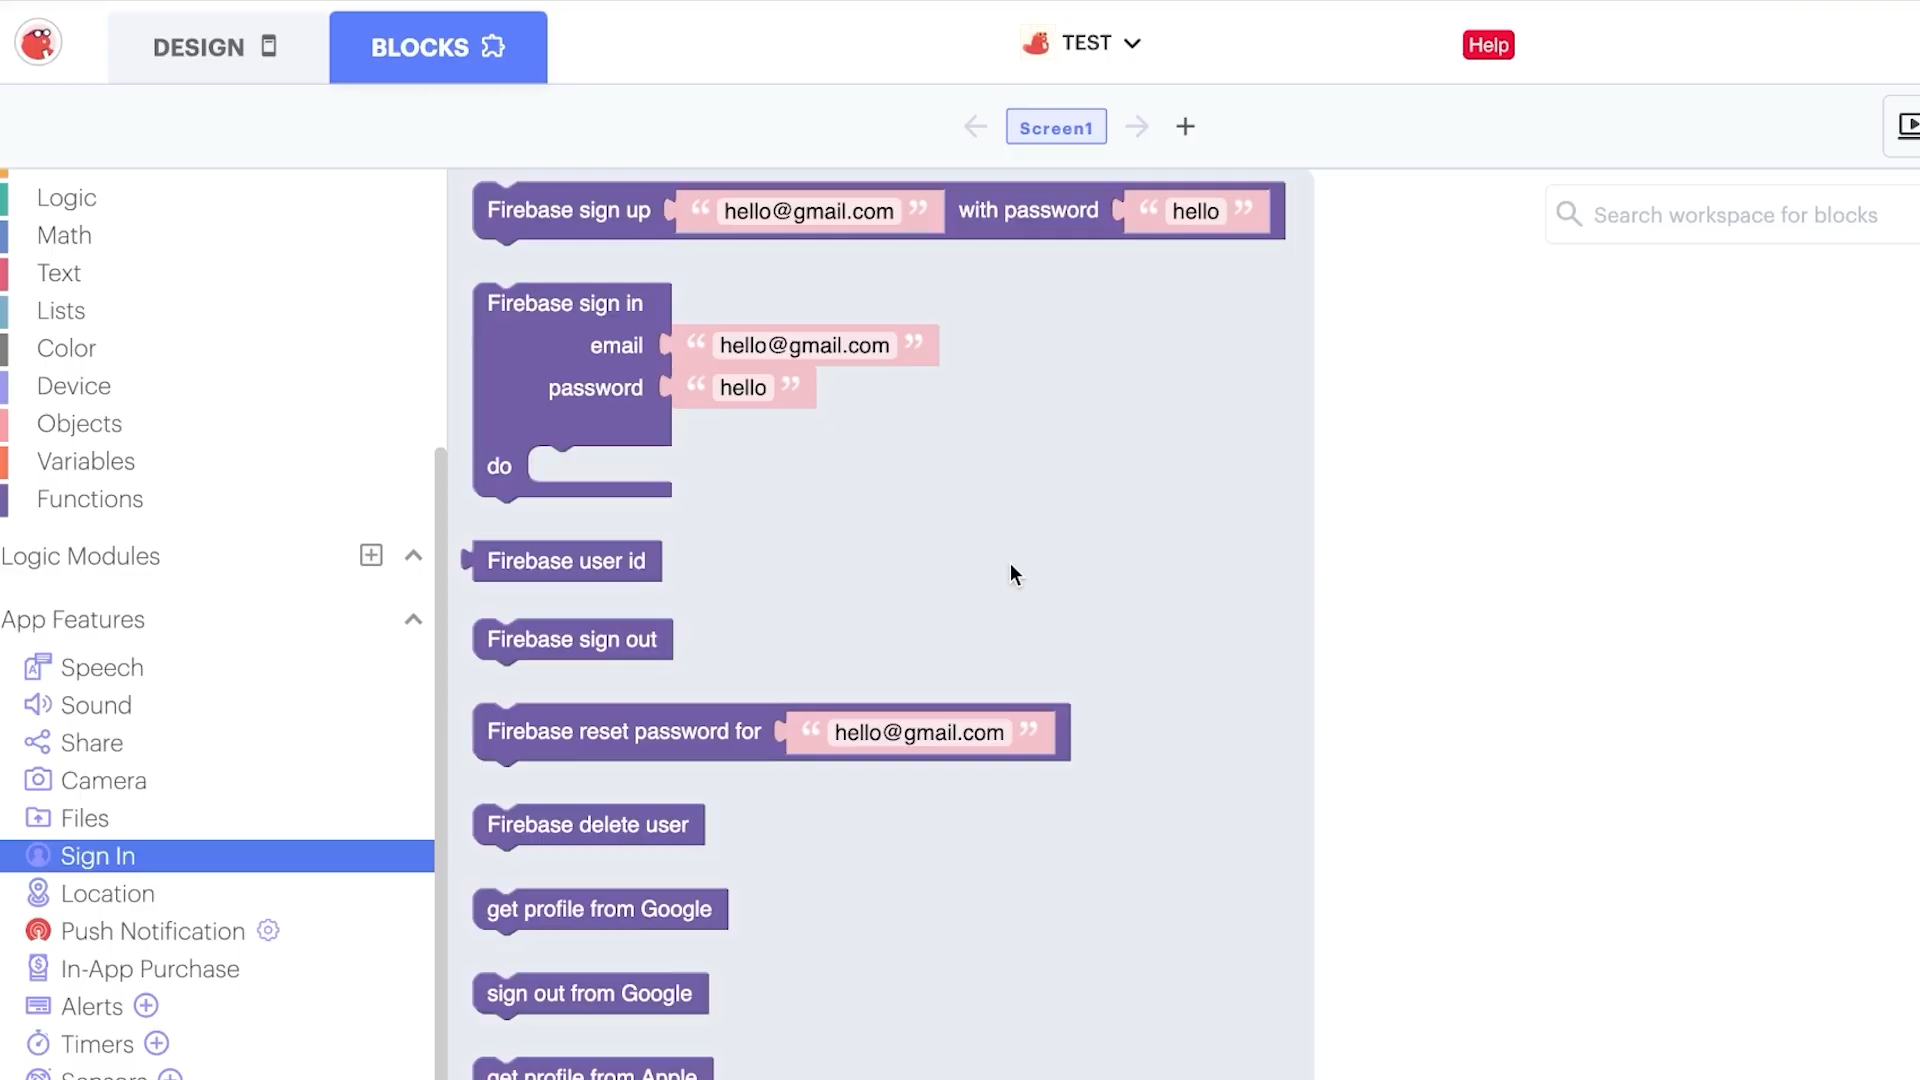 DESIGN
BLOCKS
TEST
Help
Screen1
Search workspace for blocks
Logic
Math
Text
Lists
Color
Device
Objects
Variables
Functions
Logic Modules
App Features
Speech
Sound
Share
Camera
Files
Sign In
Location
Push Notification
In-App Purchase
Alerts
Timers
Sensors
Firebase sign up “ hello@gmail.com ” with password “ hello ”
Firebase sign in
email “ hello@gmail.com ”
password “ hello ”
do
Firebase user id
Firebase sign out
Firebase reset password for “ hello@gmail.com ”
Firebase delete user
get profile from Google
sign out from Google
get profile from Apple